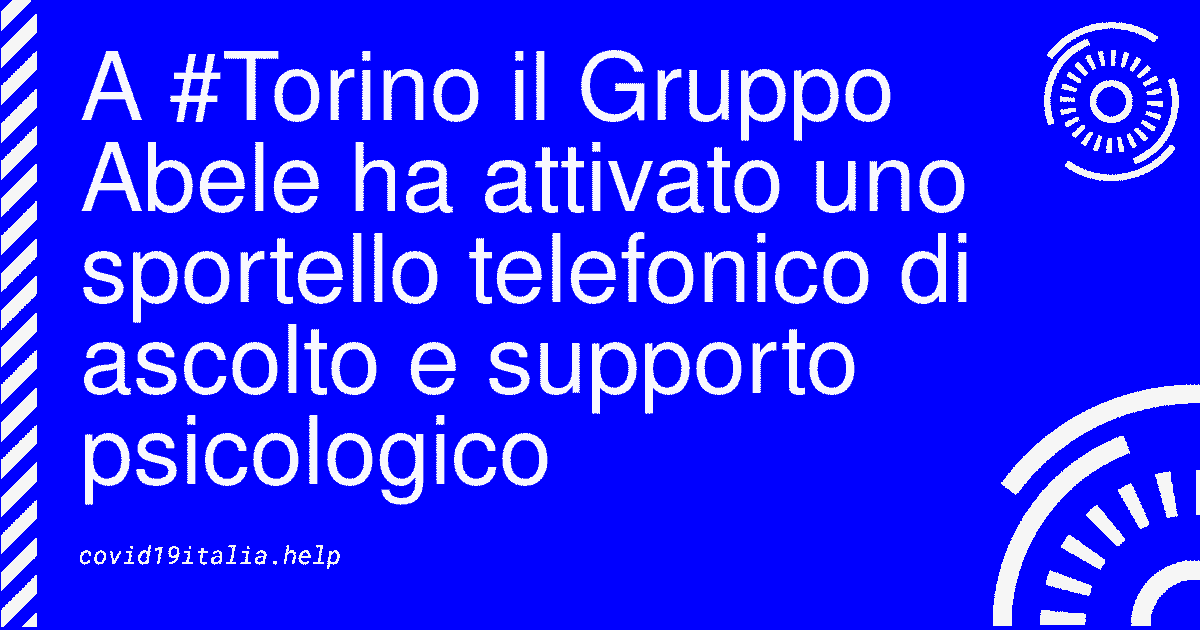 A #Torino il Gruppo
Abele ha attivato uno
sportello telefonico di
ascolto e supporto
psicologico
covid19italia.help